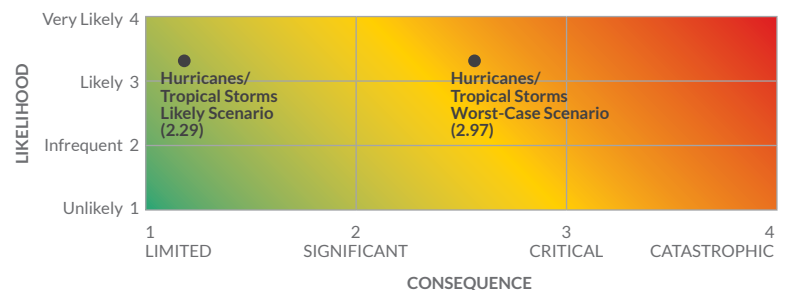 LIKELIHOOD
Very Likely 4
Likely 3
Infrequent 2
Unlikely 1
Hurricanes/
Tropical Storms
Likely Scenario
(2.29)
Hurricanes/
Tropical Storms
Worst-Case Scenario
(2.97)
1 2 3 4
LIMITED SIGNIFICANT CRITICAL CATASTROPHIC
CONSEQUENCE